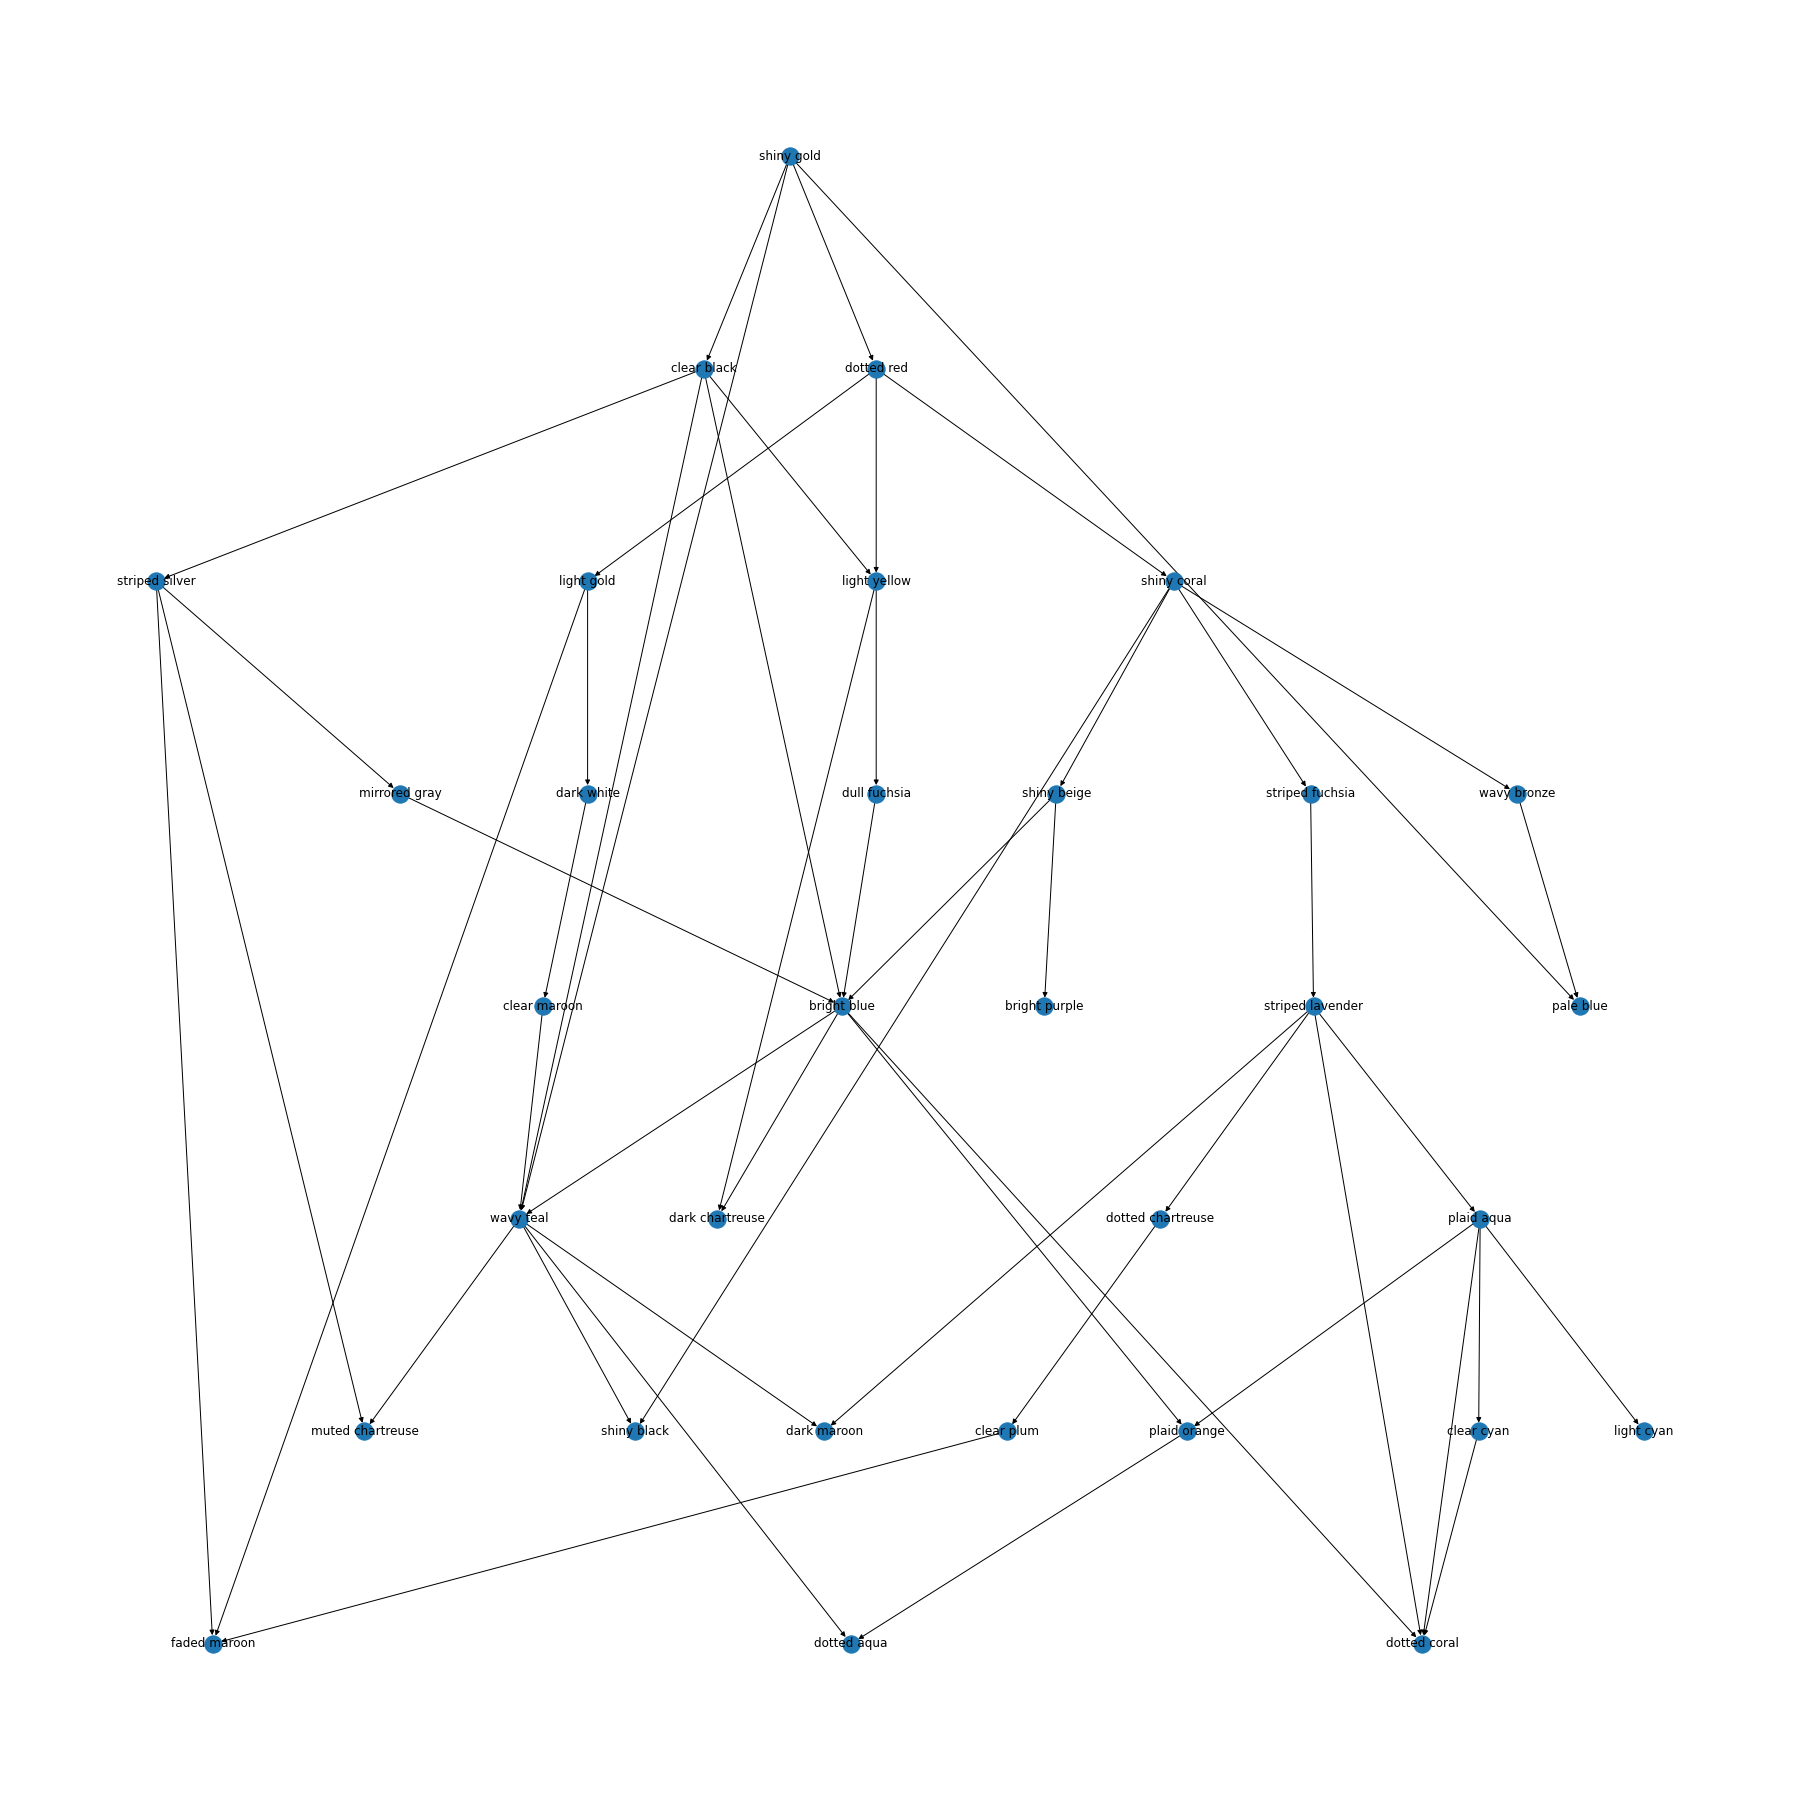 shiny gold
clear black
dotted red
striped silver
light gold
light yellow
shiny coral
mirrored gray
dark white
dull fuchsia
shiny beige
striped fuchsia
wavy bronze
clear maroon
bright blue
bright purple
striped lavender
pale blue
wavy teal
dark chartreuse
dotted chartreuse
plaid aqua
muted chartreuse
shiny black
dark maroon
clear plum
plaid orange
clear cyan
light cyan
faded maroon
dotted aqua
dotted coral